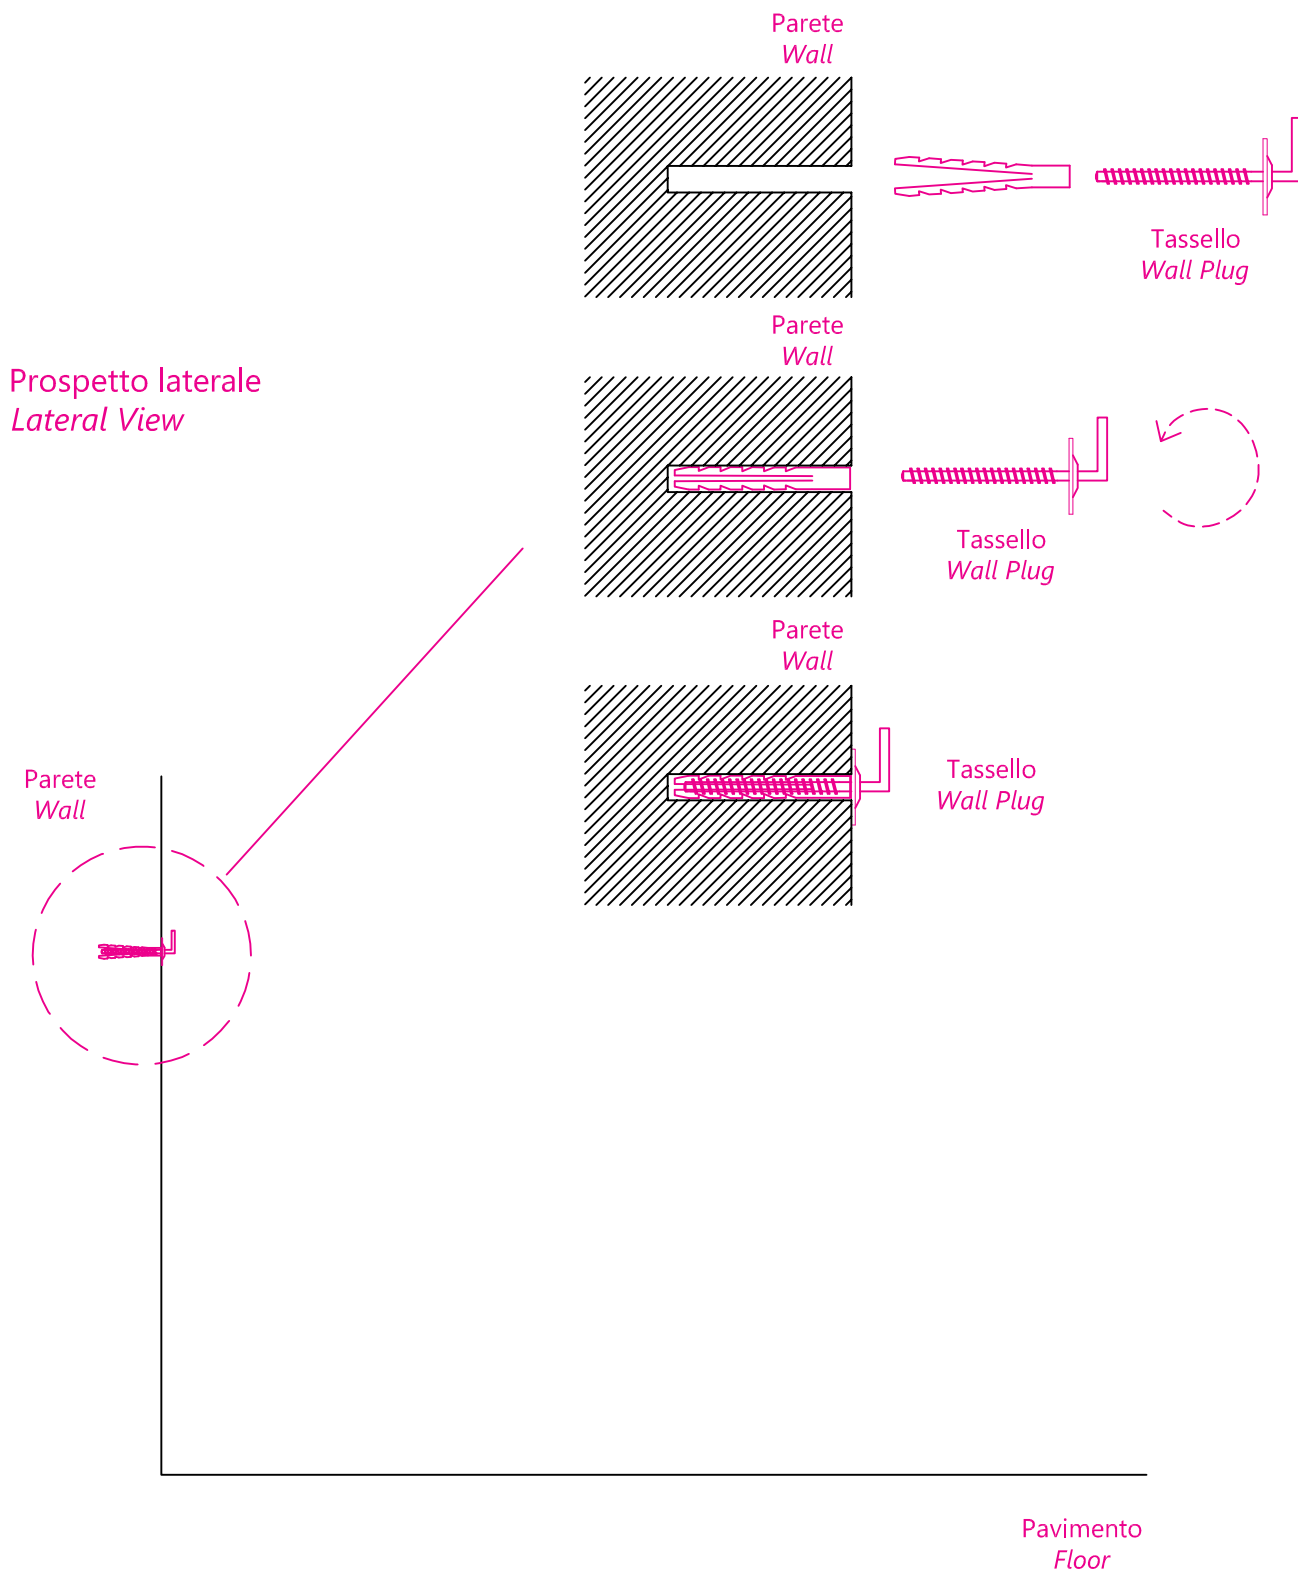 Parete
Wall
Tassello
Wall Plug
Parete
Wall
Prospetto laterale
Lateral View
Tassello
Wall Plug
Parete
Wall
Parete
Wall
Tassello
Wall Plug
Pavimento
Floor